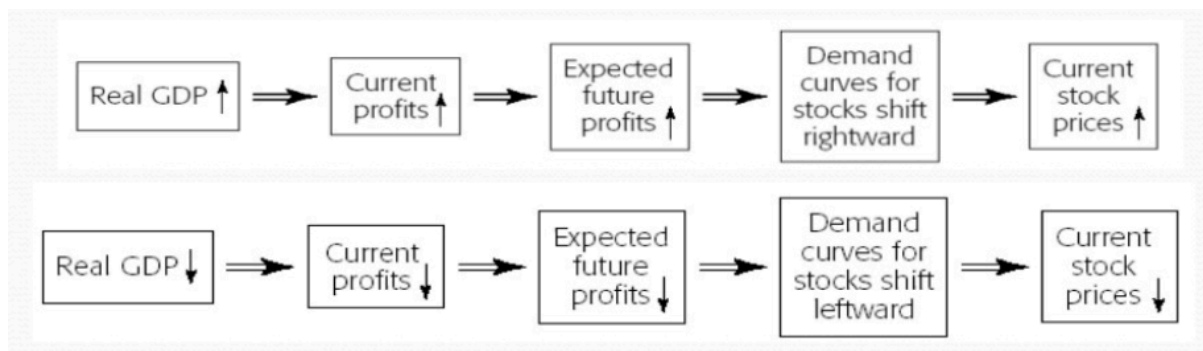 Real GDP ↑
Current
profits ↑
Expected
future
profits ↑
Demand
curves for
stocks shift
rightward
Current
stock
prices ↑
Real GDP ↓
Current
profits ↓
Expected
future
profits ↓
Demand
curves for
stocks shift
leftward
Current
stock
prices ↓